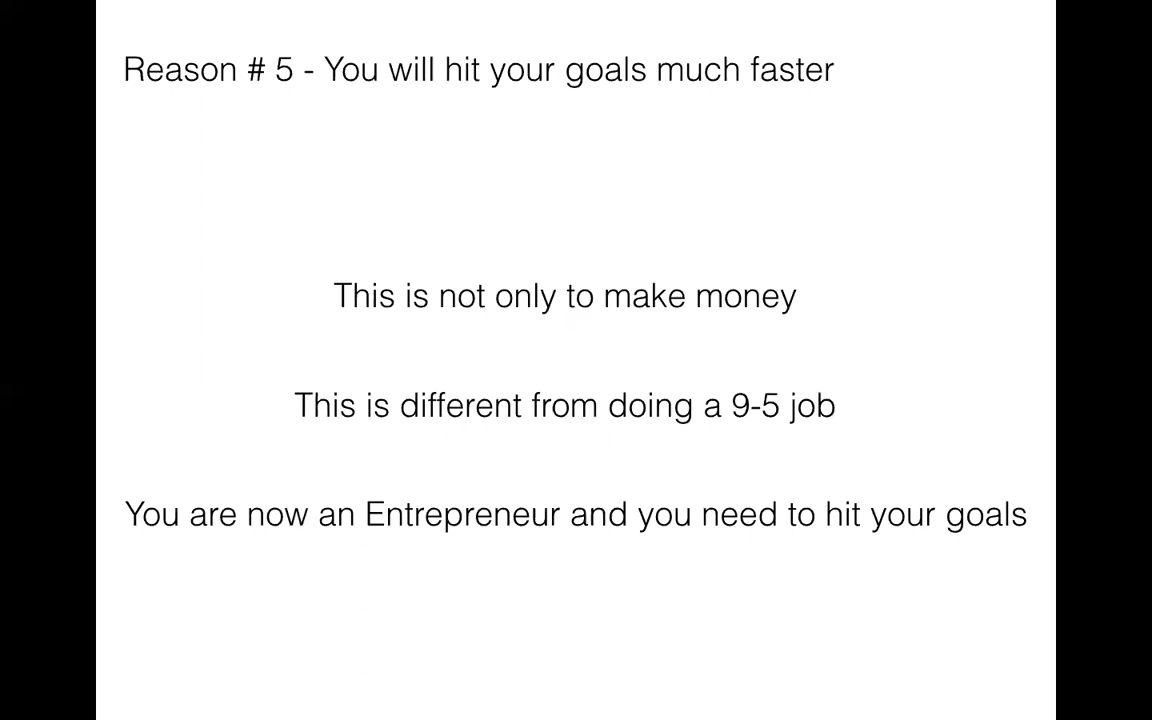 Reason # 5 - You will hit your goals much faster
This is not only to make money
This is different from doing a 9-5 job
You are now an Entrepreneur and you need to hit your goals